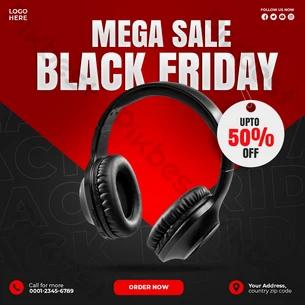 LOGO
HERE
FOLLOW US NOW
MEGA SALE
BLACK FRIDAY
UPTO
50%
OFF
Call for more
0001-2345-6789
ORDER NOW
Your Address,
country zip code